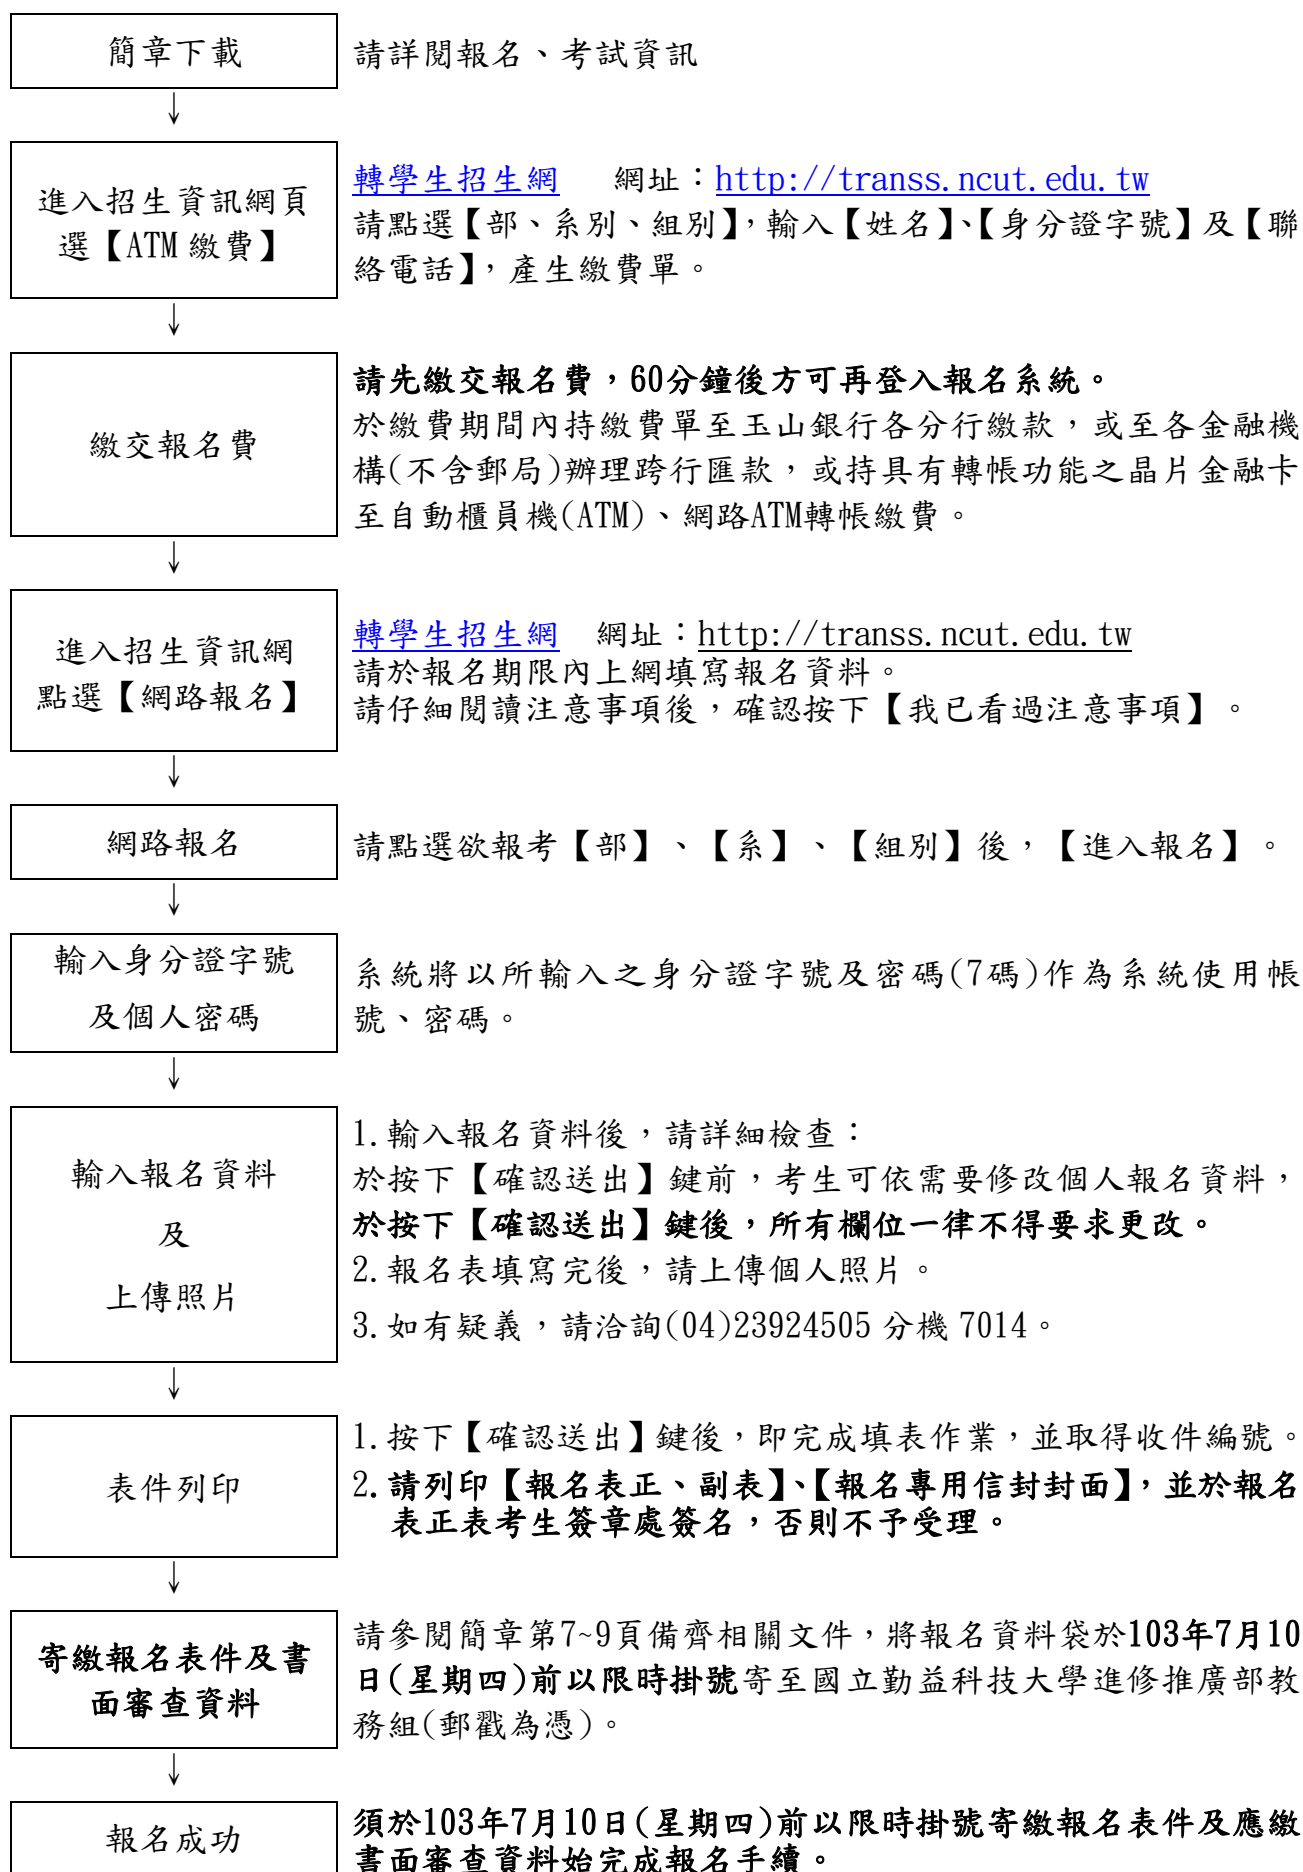 簡章下載
請詳閱報名、考試資訊
↓
進入招生資訊網頁
選【ATM 繳費】
轉學生招生網 網址：http://transs.ncut.edu.tw
請點選【部、系別、組別】，輸入【姓名】、【身分證字號】及【聯
絡電話】，產生繳費單。
↓
繳交報名費
請先繳交報名費，60分鐘後方可再登入報名系統。
於繳費期間內持繳費單至玉山銀行各分行繳款，或至各金融機
構(不含郵局)辦理跨行匯款，或持具有轉帳功能之晶片金融卡
至自動櫃員機(ATM)、網路ATM轉帳繳費。
↓
進入招生資訊網
點選【網路報名】
轉學生招生網 網址：http://transs.ncut.edu.tw
請於報名期限內上網填寫報名資料。
請仔細閱讀注意事項後，確認按下【我已看過注意事項】。
↓
網路報名
請點選欲報考【部】、【系】、【組別】後，【進入報名】。
↓
輸入身分證字號
及個人密碼
系統將以所輸入之身分證字號及密碼(7碼)作為系統使用帳
號、密碼。
↓
輸入報名資料
及
上傳照片
1.輸入報名資料後，請詳細檢查：
於按下【確認送出】鍵前，考生可依需要修改個人報名資料，
於按下【確認送出】鍵後，所有欄位一律不得要求更改。
2.報名表填寫完後，請上傳個人照片。
3.如有疑義，請洽詢(04)23924505 分機 7014。
↓
表件列印
1.按下【確認送出】鍵後，即完成填表作業，並取得收件編號。
2.請列印【報名表正、副表】、【報名專用信封封面】，並於報名
表正表考生簽章處簽名，否則不予受理。
↓
寄繳報名表件及書
面審查資料
請參閱簡章第7~9頁備齊相關文件，將報名資料袋於103年7月10
日(星期四)前以限時掛號寄至國立勤益科技大學進修推廣部教
務組(郵戳為憑)。
↓
報名成功
須於103年7月10日(星期四)前以限時掛號寄繳報名表件及應繳
書面審查資料始完成報名手續。